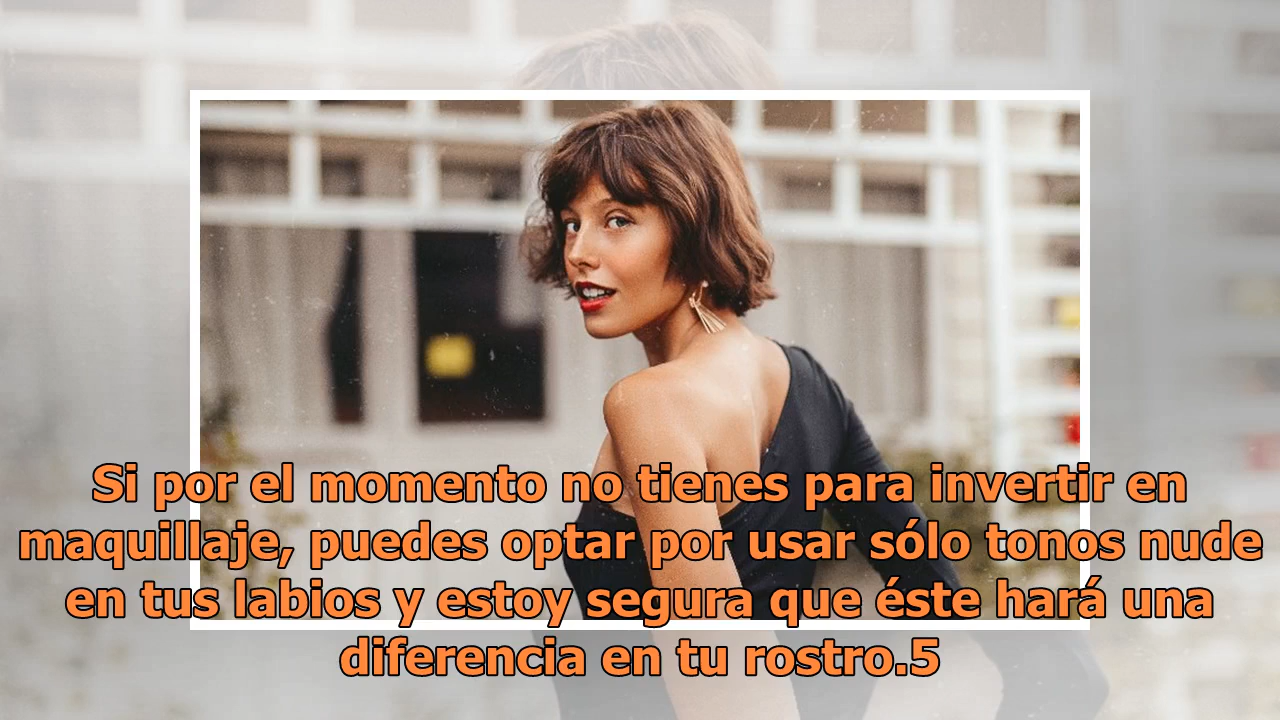 Si por el momento no tienes para invertir en
maquillaje, puedes optar por usar sólo tonos nude
en tus labios y estoy segura que éste hará una
diferencia en tu rostro.5